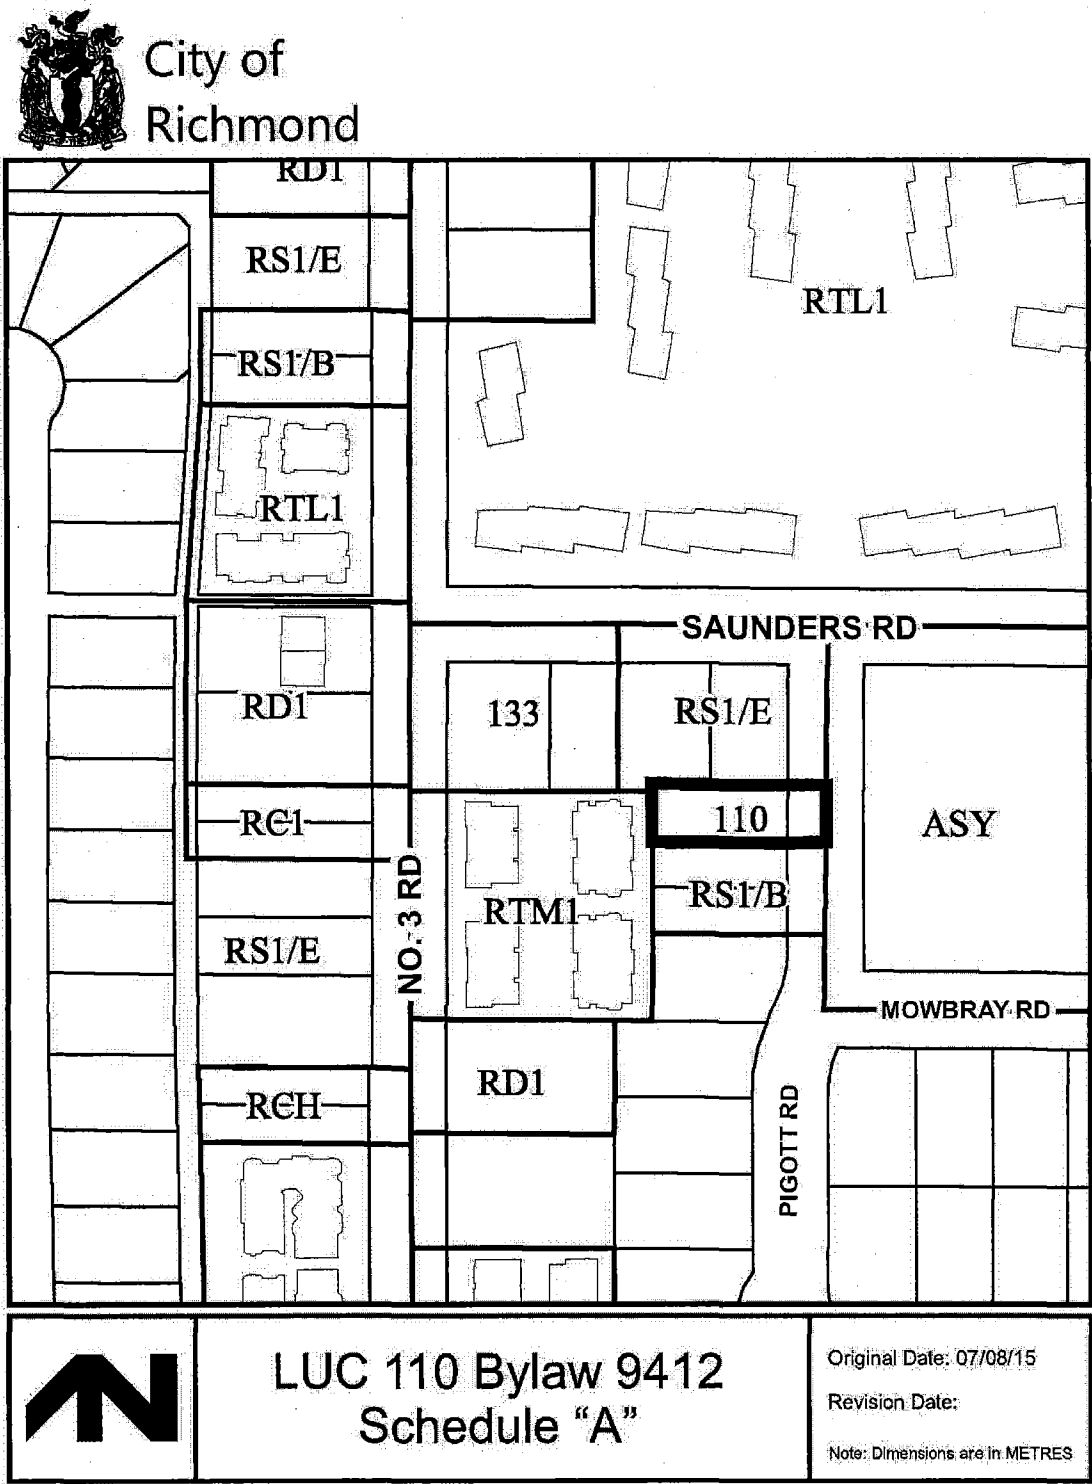 City of
Richmond
RD1
RS1/E
RTL1
RS1/B
RTL1
SAUNDERS RD
RD1
133
RS1/E
RC1
110
ASY
NO. 3 RD
RS1/B
RTM1
RS1/E
MOWBRAY RD
RD1
RCH
PIGOTT RD
LUC 110 Bylaw 9412
Schedule “A”
Original Date: 07/08/15
Revision Date:
Note: Dimensions are in METRES